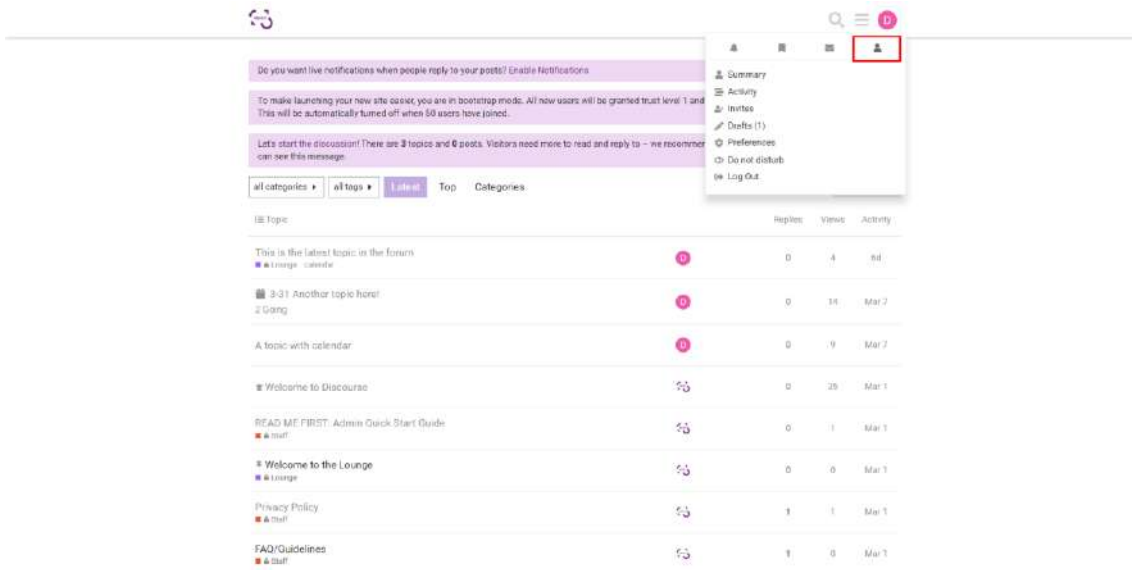 D
Do you want live notifications when people reply to your posts? Enable Notifications
To make launching your new site easier, you are in bootstrap mode. All new users will be granted trust level 1 and
This will be automatically turned off when 50 users have joined.
Let's start the discussion! There are 3 topics and 0 posts. Visitors need more to read and reply to – we recommen
can see this message.
Summary
Activity
Invites
Drafts (1)
Preferences
Do not disturb
Log Out
all categories
all tags
Latest
Top
Categories
Topic
Replies
Views
Activity
This is the latest topic in the forum
Lounge calendar
D
0
4
3-31 Another topic here!
2 Going
D
0
14
Mar 7
A topic with calendar
D
0
9
Mar 7
Welcome to Discourse
0
Mar 1
READ ME FIRST: Admin Quick Start Guide
Staff
0
1
Mar 1
Welcome to the Lounge
Lounge
0
0
Mar 1
Privacy Policy
Staff
1
1
Mar 1
FAQ/Guidelines
Staff
1
0
Mar 1